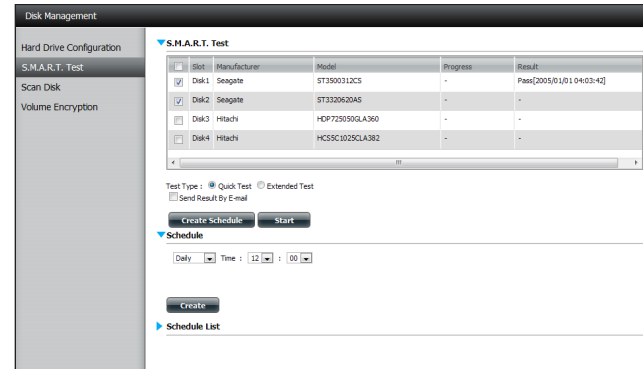 Disk Management
Hard Drive Configuration
S.M.A.R.T. Test
Scan Disk
Volume Encryption
S.M.A.R.T. Test
Slot Manufacturer Model Progress Result
Disk1 Seagate ST3500312CS - Pass[2005/01/01 04:03:42]
Disk2 Seagate ST3320620AS - -
Disk3 Hitachi HDP725050GLA360 - -
Disk4 Hitachi HCS5C1025CLA382 - -
Test Type : Quick Test Extended Test
Send Result By E-mail
Create Schedule Start
Schedule
Daily Time : 12 : 00
Create
Schedule List